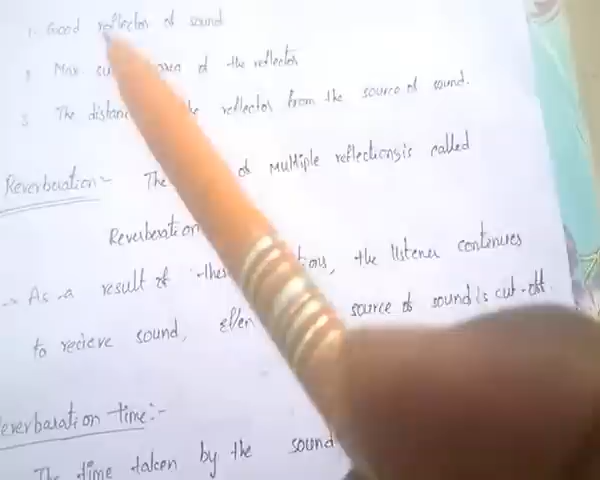 1. Good reflector of sound
2 Max. area of the reflector
3 The reflector from the source of sound.
Reverberation:- The of Multiple reflections is called
Reverberation
→ As a result of the listener continues
to recieve sound, source of sound is cut-off.
Reverbaration time:-
The time taken by the sound